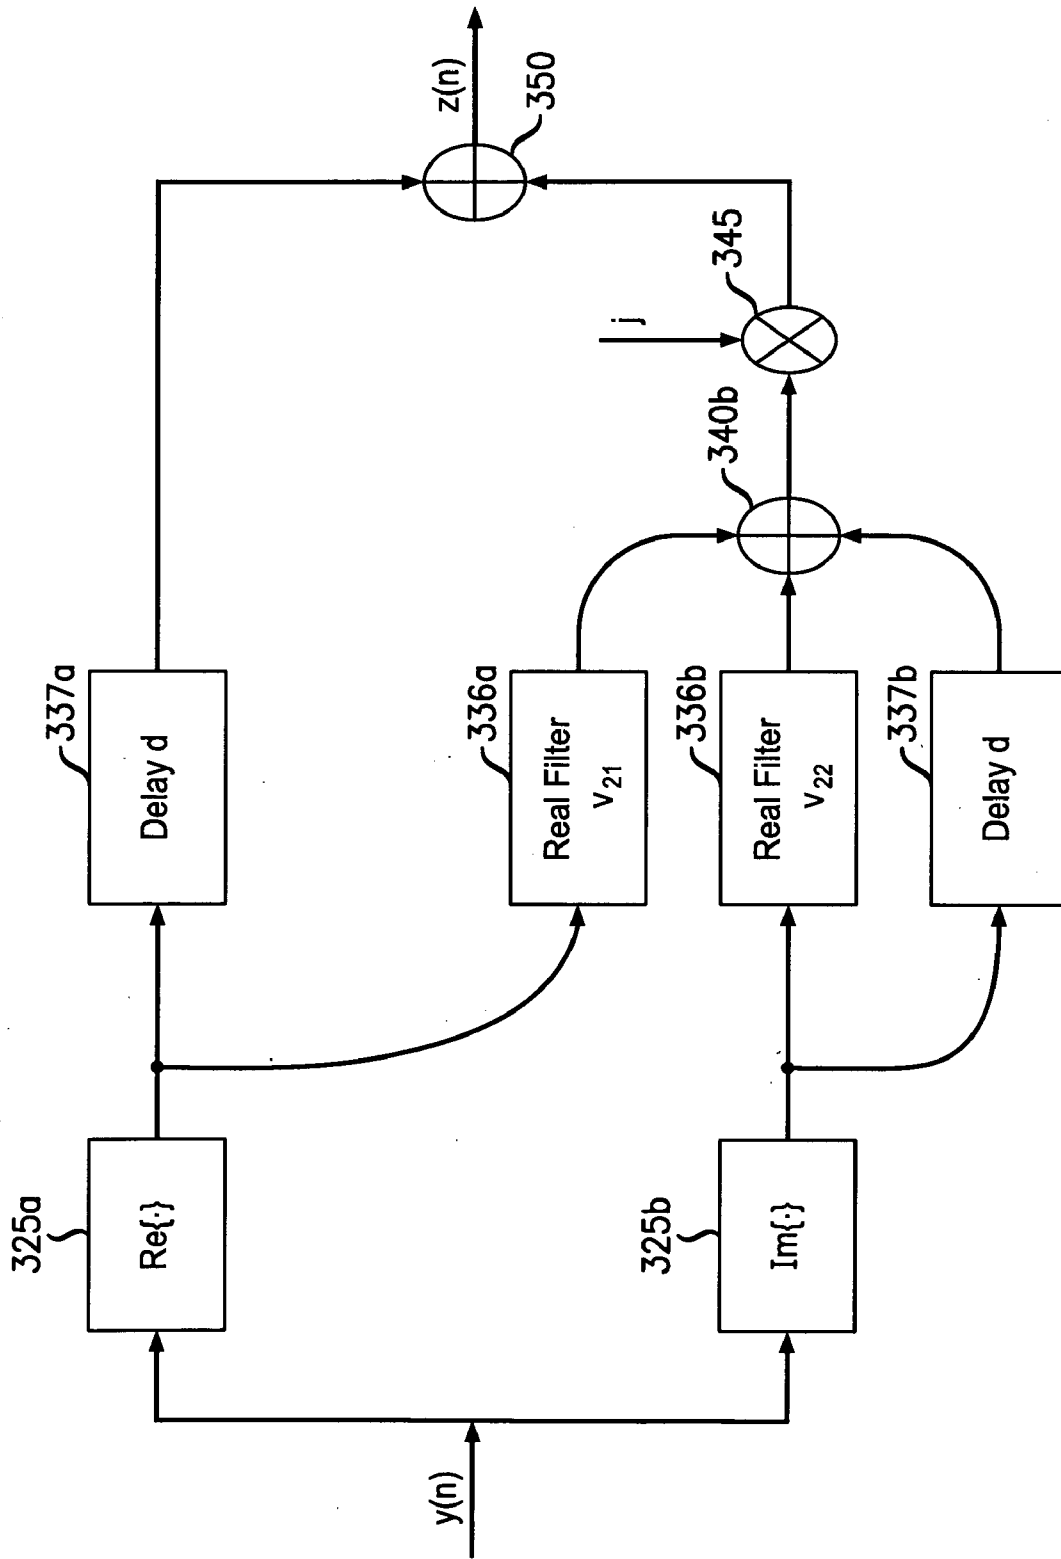 y(n)
325a
Re{·}
325b
Im{·}
337a
Delay d
336a
Real Filter
v21
336b
Real Filter
v22
337b
Delay d
340b
j
345
z(n)
350